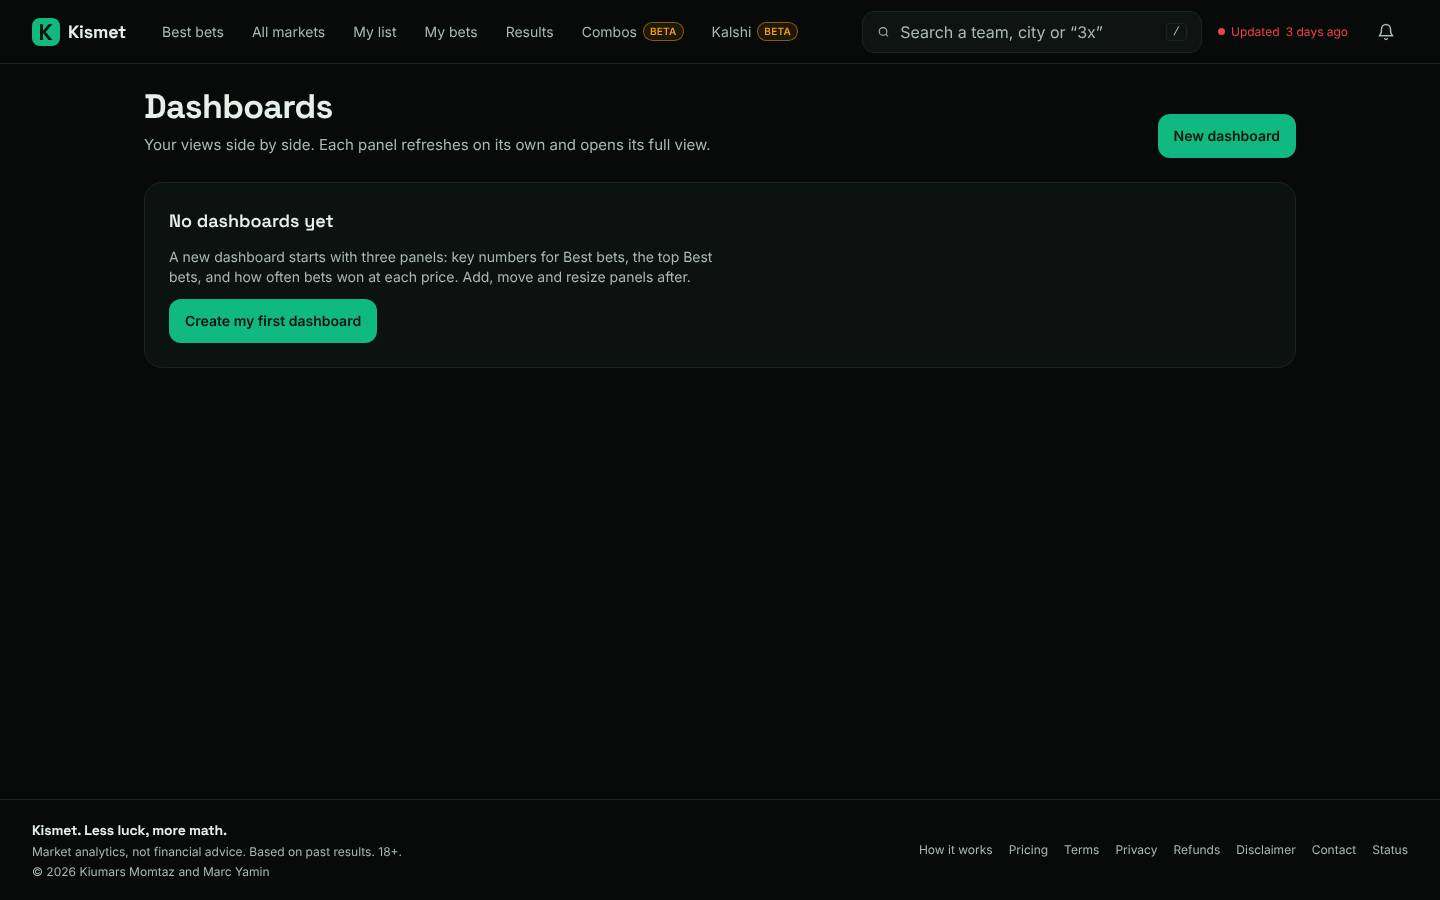 K Kismet Best bets All markets My list My bets Results Combos BETA Kalshi BETA Search a team, city or “3x” / Updated 3 days ago
Dashboards
Your views side by side. Each panel refreshes on its own and opens its full view.
New dashboard
No dashboards yet
A new dashboard starts with three panels: key numbers for Best bets, the top Best
bets, and how often bets won at each price. Add, move and resize panels after.
Create my first dashboard
Kismet. Less luck, more math.
Market analytics, not financial advice. Based on past results. 18+.
© 2026 Kiumars Momtaz and Marc Yamin
How it works Pricing Terms Privacy Refunds Disclaimer Contact Status